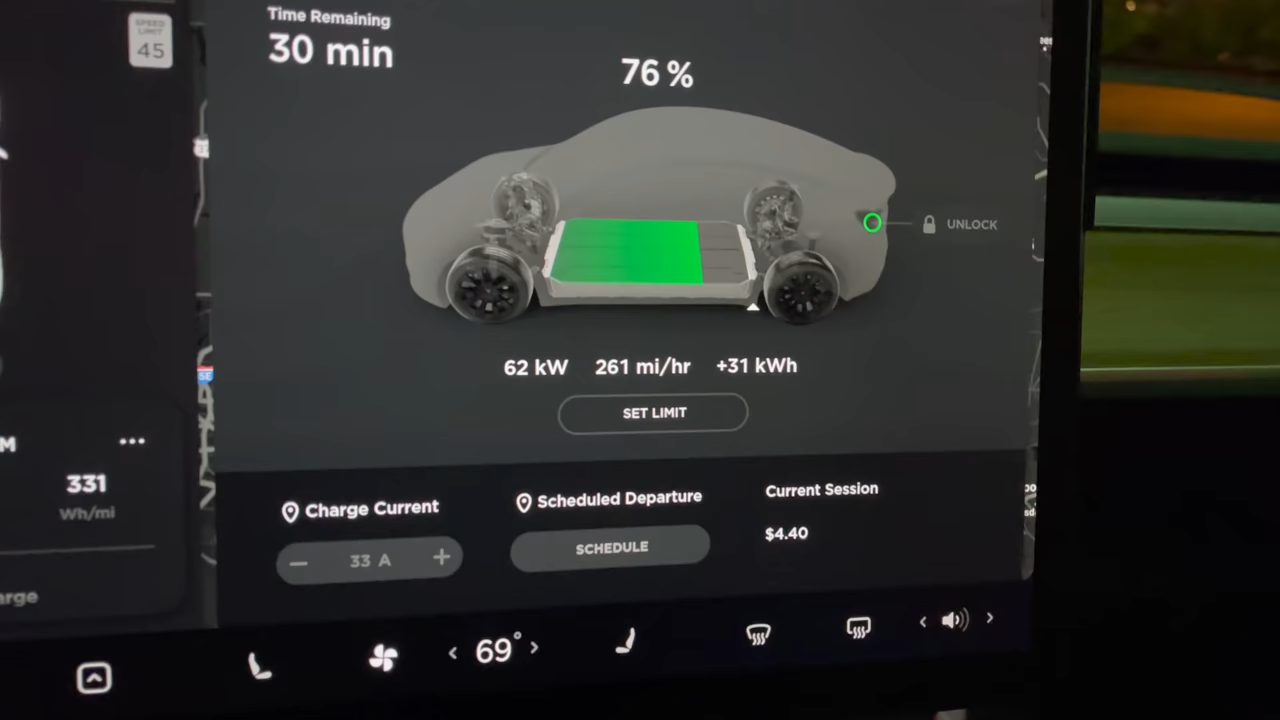 SPEED
LIMIT
45
Time Remaining
30 min
76 %
UNLOCK
62 kW 261 mi/hr +31 kWh
SET LIMIT
M
331
Wh/mi
arge
Charge Current
33 A
Scheduled Departure
SCHEDULE
Current Session
$4.40
69°